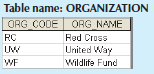 Table name: ORGANIZATION
ORG_CODE ORG_NAME
RC Red Cross
UW United Way
WF Wildlife Fund